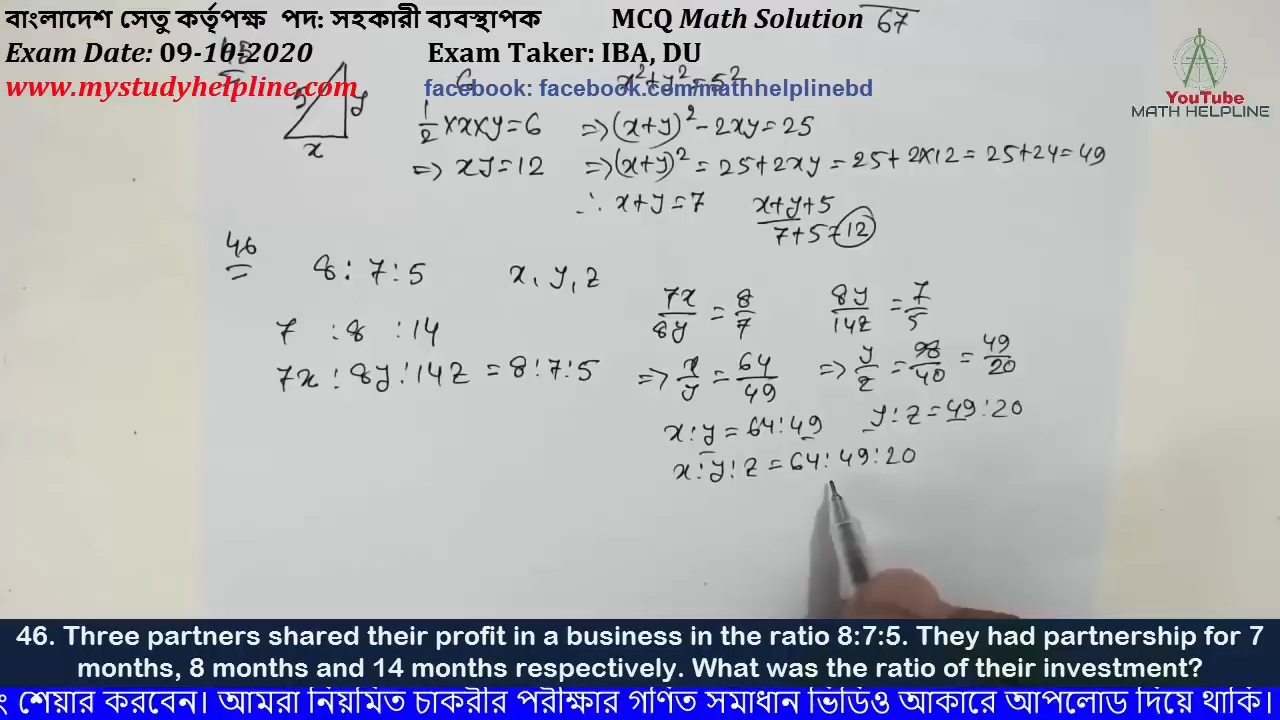 বাংলাদেশ সেতু কর্তৃপক্ষ পদ: সহকারী ব্যবস্থাপক MCQ Math Solution 67
Exam Date: 09-10-2020 Exam Taker: IBA, DU
www.mystudyhelpline.com facebook: facebook.com/mathhelplinebd
YouTube
MATH HELPLINE
5 y x
6 x²+y²=5²
1/2 ×x×y=6 =>(x+y)²-2xy=25
=> xy=12 =>(x+y)²=25+2xy=25+2×12=25+24=49
∴ x+y=7 x+y+5
7+5=12
46 8:7:5 x, y, z
7x/8y = 8/7 8y/14z = 7/5
7 :8 :14
7x:8y:14z=8:7:5 => x/y = 64/49 => y/z = 98/40 = 49/20
x:y=64:49 y:z=49:20
x:y:z=64:49:20
46. Three partners shared their profit in a business in the ratio 8:7:5. They had partnership for 7
months, 8 months and 14 months respectively. What was the ratio of their investment?
শেয়ার করবেন। আমরা নিয়মিত চাকরীর পরীক্ষার গাণিত সমাধান ভিডিও আকারে আপলোড দিয়ে থাকি।